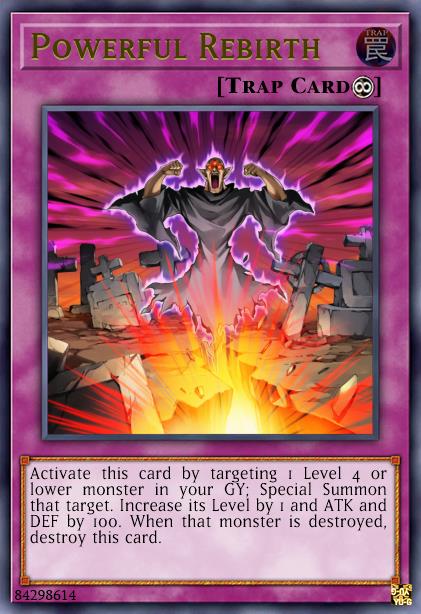 Powerful Rebirth
TRAP
罠
[Trap Card♾]
Activate this card by targeting 1 Level 4 or
lower monster in your GY; Special Summon
that target. Increase its Level by 1 and ATK and
DEF by 100. When that monster is destroyed,
destroy this card.
84298614